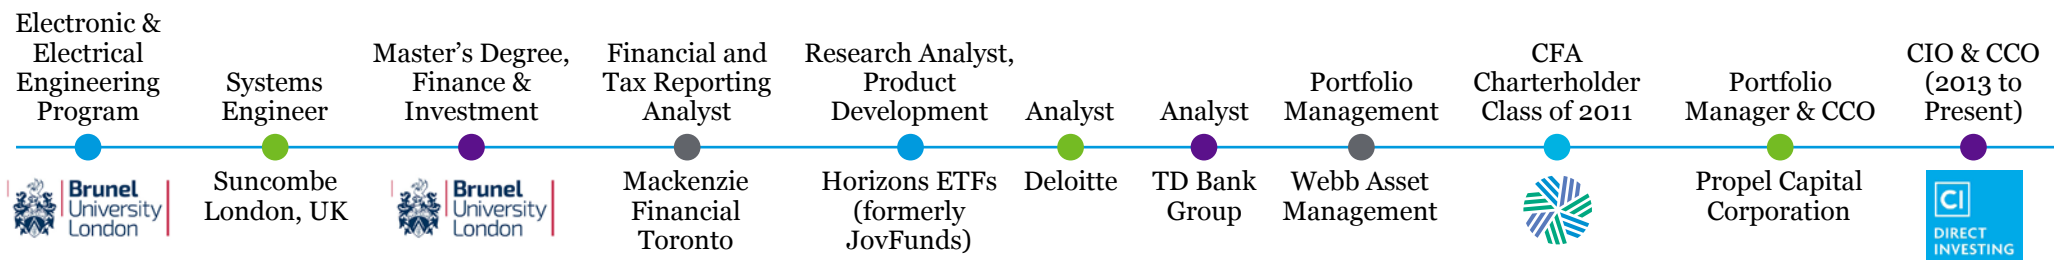 Electronic &
Electrical
Engineering
Program
Brunel
University
London
Systems
Engineer
Suncombe
London, UK
Master’s Degree,
Finance &
Investment
Brunel
University
London
Financial and
Tax Reporting
Analyst
Mackenzie
Financial
Toronto
Research Analyst,
Product
Development
Horizons ETFs
(formerly
JovFunds)
Analyst
Deloitte
Analyst
TD Bank
Group
Portfolio
Management
Webb Asset
Management
CFA
Charterholder
Class of 2011
Portfolio
Manager & CCO
Propel Capital
Corporation
CIO & CCO
(2013 to
Present)
CI
DIRECT
INVESTING